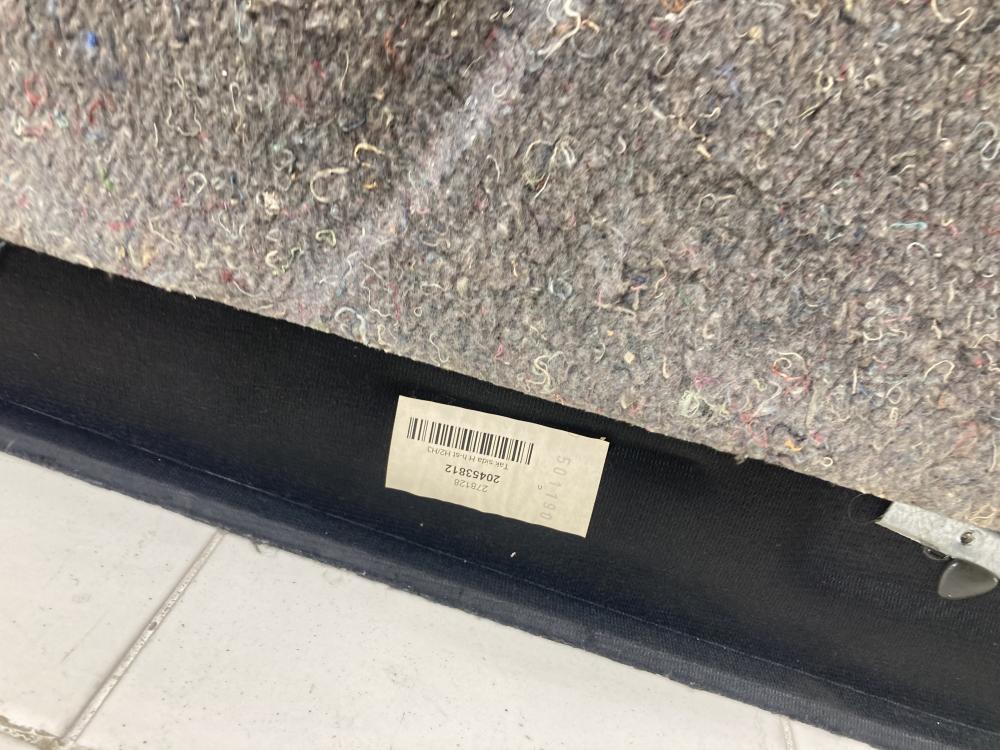 278128
20453812
Tak sida H h-st H2/H3
501190